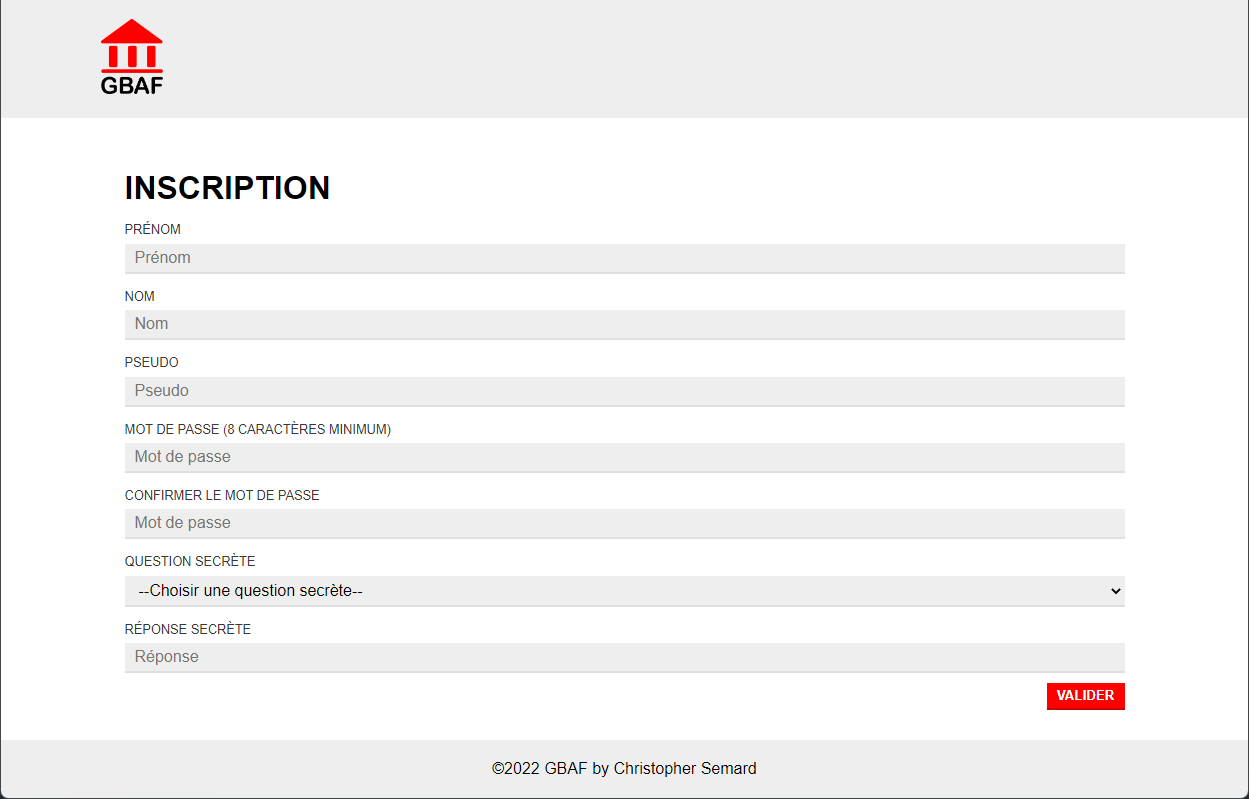 GBAF
INSCRIPTION
PRÉNOM
Prénom
NOM
Nom
PSEUDO
Pseudo
MOT DE PASSE (8 CARACTÈRES MINIMUM)
Mot de passe
CONFIRMER LE MOT DE PASSE
Mot de passe
QUESTION SECRÈTE
--Choisir une question secrète--
RÉPONSE SECRÈTE
Réponse
VALIDER
©2022 GBAF by Christopher Semard